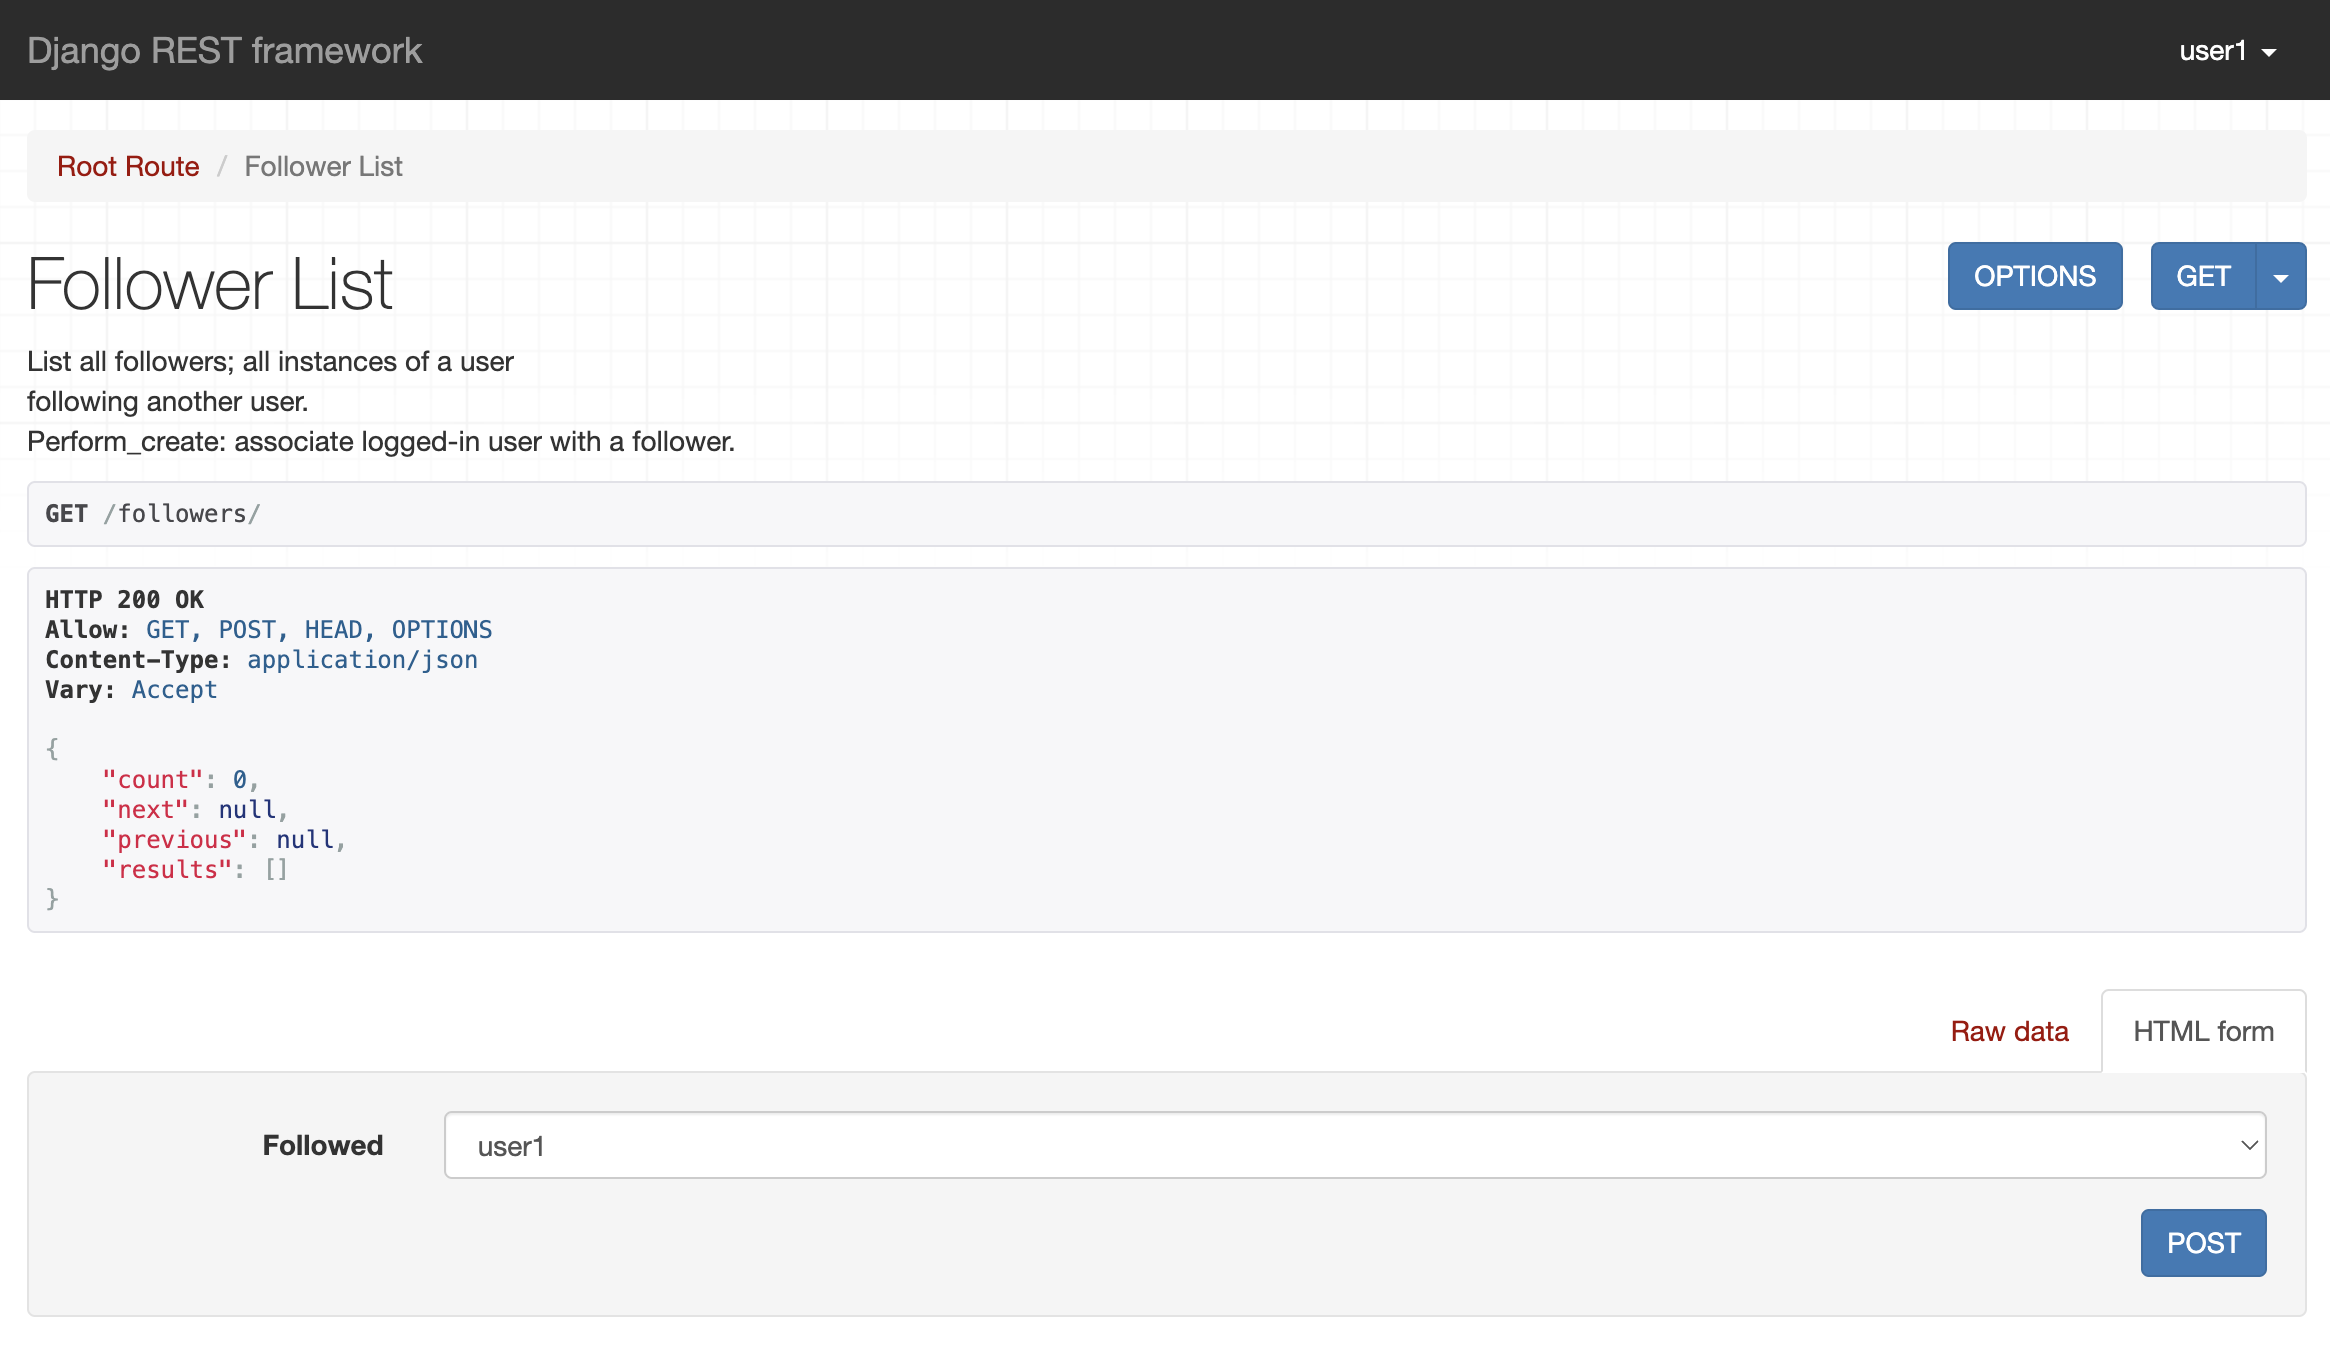 Django REST framework
user1
Root Route / Follower List
Follower List
OPTIONS
GET
List all followers; all instances of a user
following another user.
Perform_create: associate logged-in user with a follower.
GET /followers/
HTTP 200 OK
Allow: GET, POST, HEAD, OPTIONS
Content-Type: application/json
Vary: Accept
{
    "count": 0,
    "next": null,
    "previous": null,
    "results": []
}
Raw data
HTML form
Followed
user1
POST